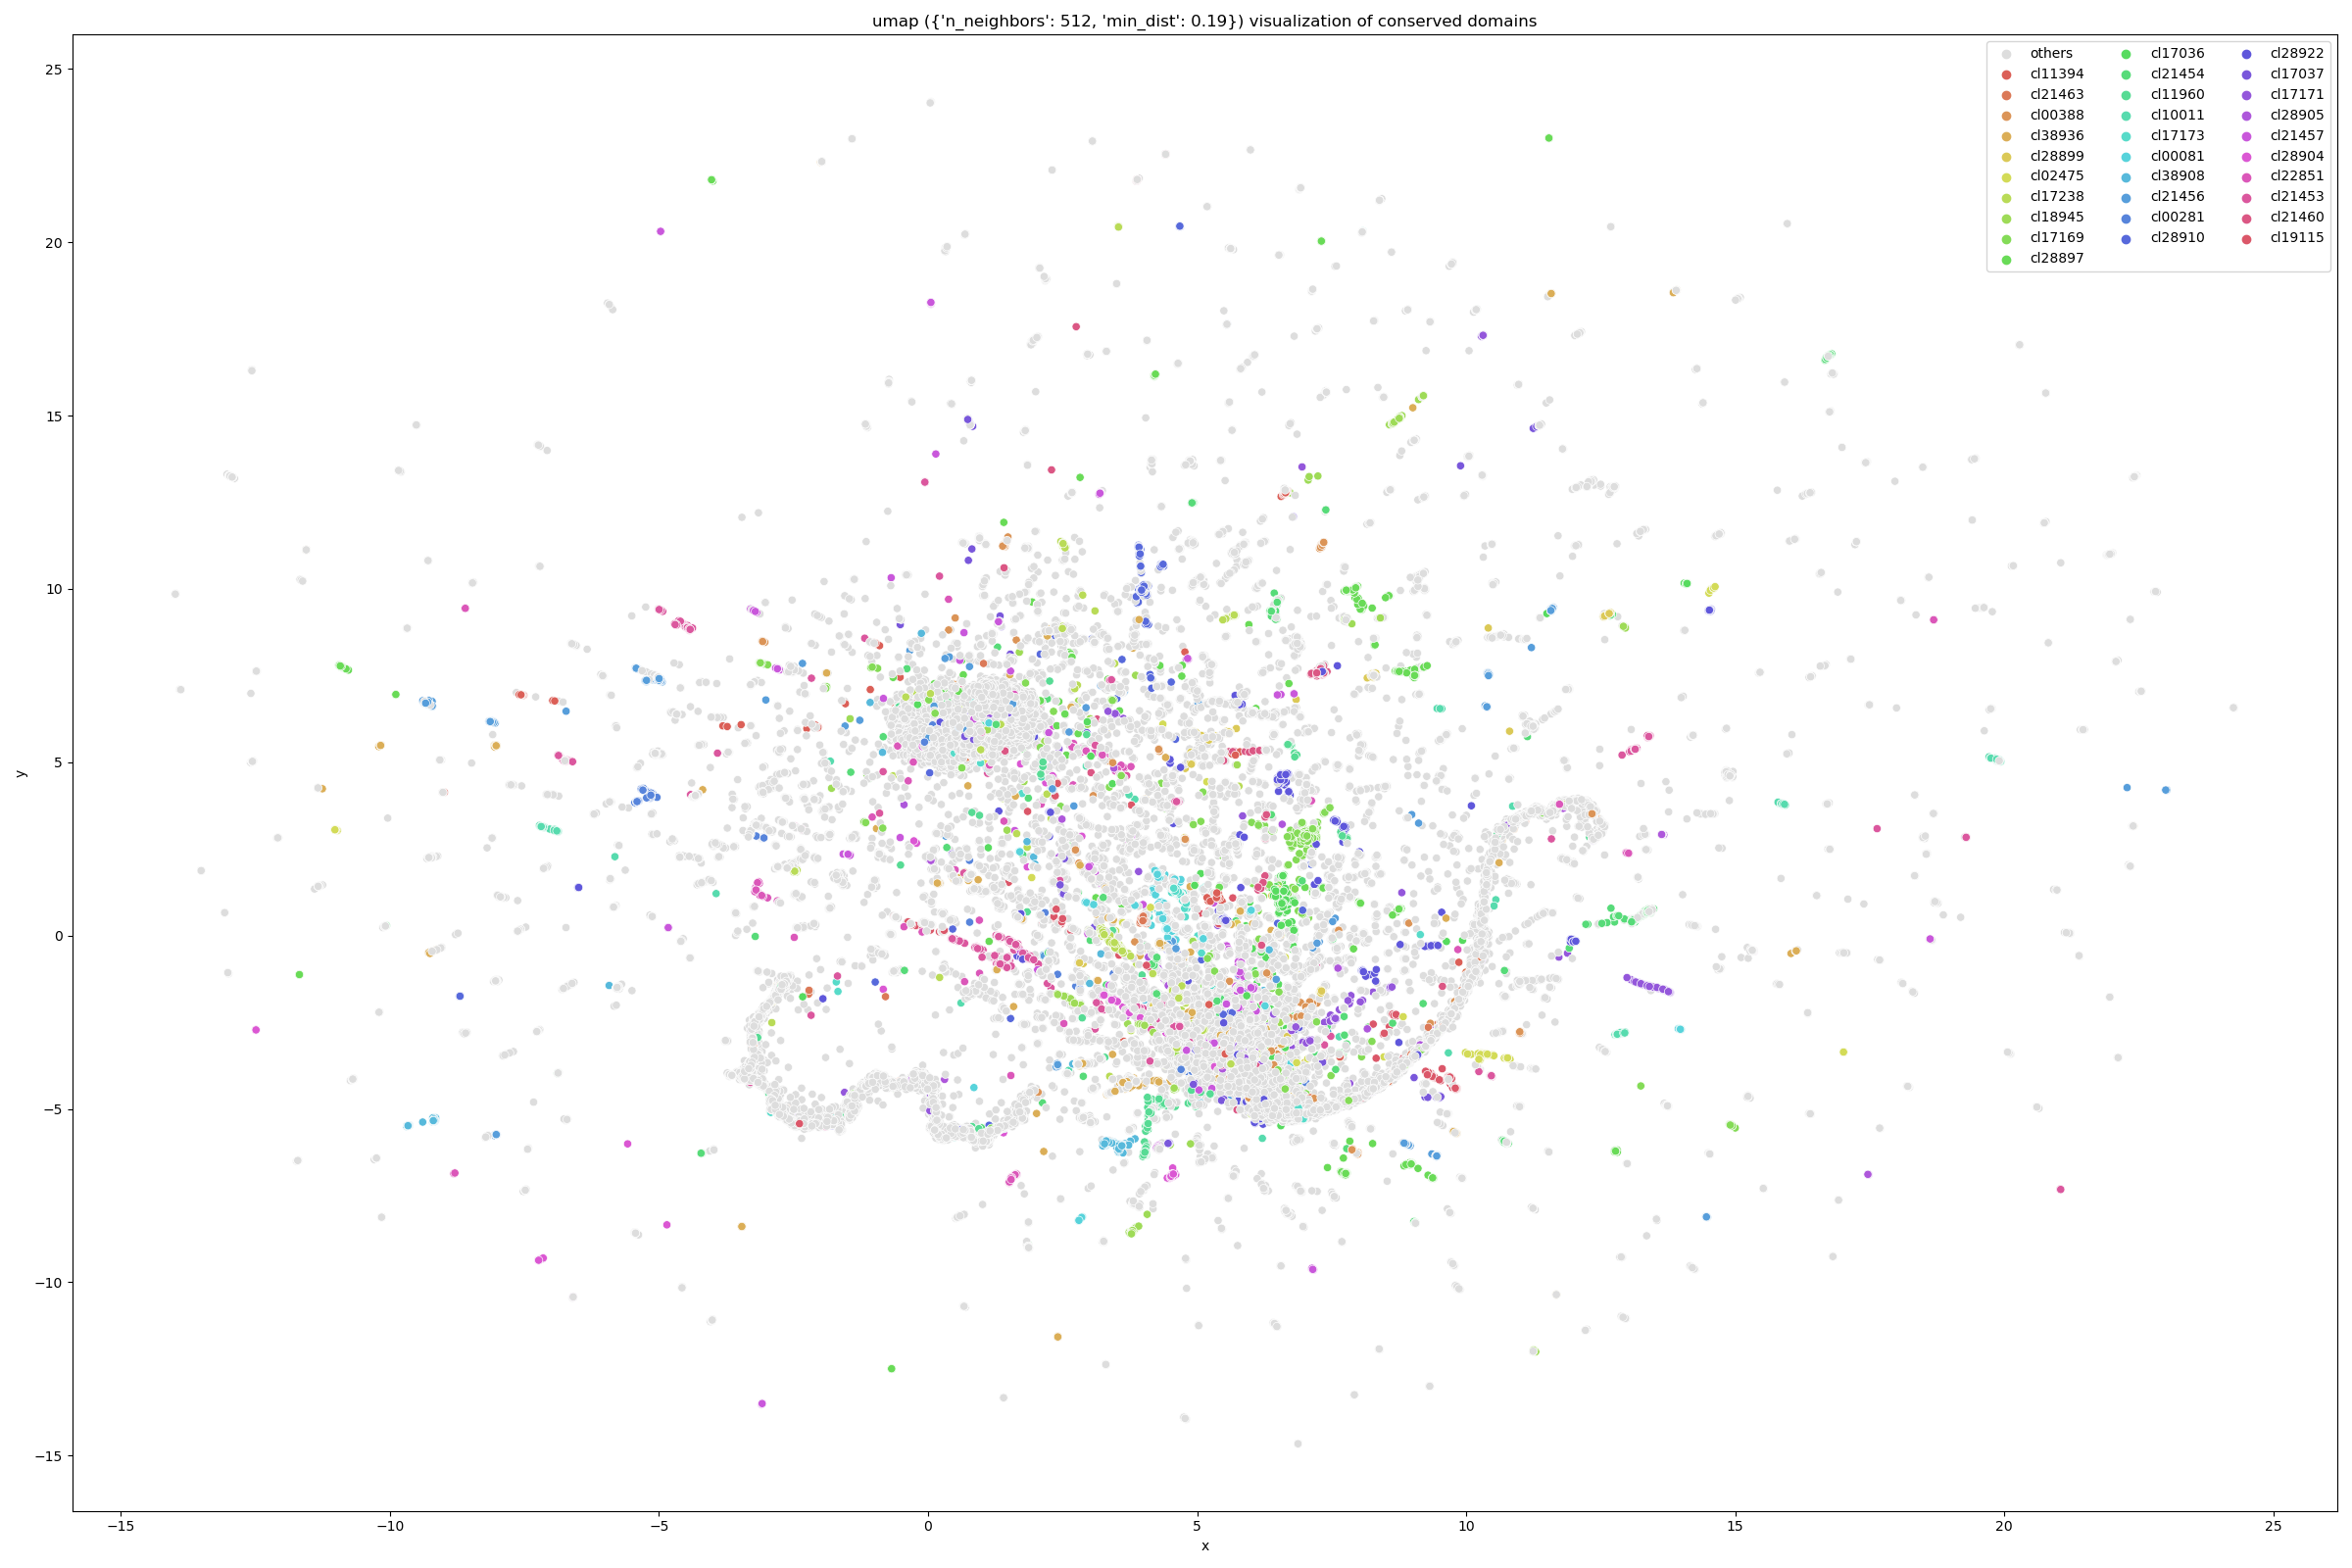 umap ({'n_neighbors': 512, 'min_dist': 0.19}) visualization of conserved domains
others
cl11394
cl21463
cl00388
cl38936
cl28899
cl02475
cl17238
cl18945
cl17169
cl28897
cl17036
cl21454
cl11960
cl10011
cl17173
cl00081
cl38908
cl21456
cl00281
cl28910
cl28922
cl17037
cl17171
cl28905
cl21457
cl28904
cl22851
cl21453
cl21460
cl19115
25
20
15
10
5
0
−5
−10
−15
y
−15 −10 −5 0 5 10 15 20 25
x